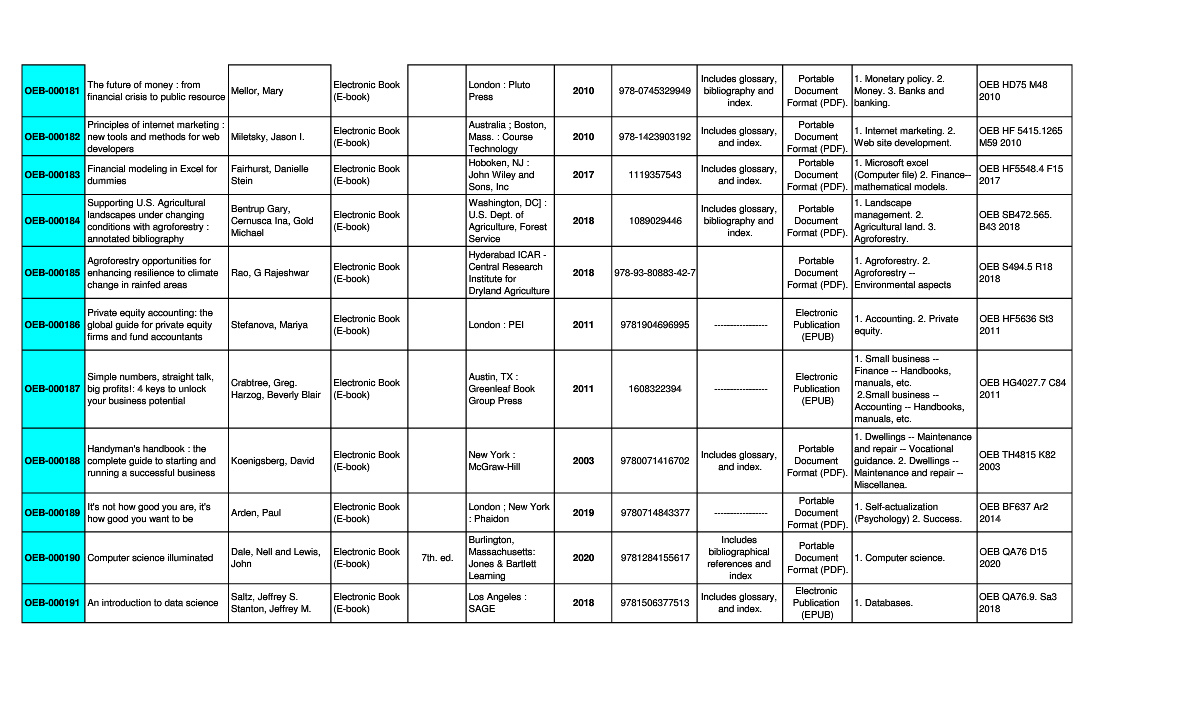 OEB-000181
The future of money : from
financial crisis to public resource
Mellor, Mary
Electronic Book
(E-book)
London : Pluto
Press
2010
978-0745329949
Includes glossary,
bibliography and
index.
Portable
Document
Format (PDF).
1. Monetary policy. 2.
Money. 3. Banks and
banking.
OEB HD75 M48
2010
OEB-000182
Principles of internet marketing :
new tools and methods for web
developers
Miletsky, Jason I.
Electronic Book
(E-book)
Australia ; Boston,
Mass. : Course
Technology
2010
978-1423903192
Includes glossary,
and index.
Portable
Document
Format (PDF).
1. Internet marketing. 2.
Web site development.
OEB HF 5415.1265
M59 2010
OEB-000183
Financial modeling in Excel for
dummies
Fairhurst, Danielle
Stein
Electronic Book
(E-book)
Hoboken, NJ :
John Wiley and
Sons, Inc
2017
1119357543
Includes glossary,
and index.
Portable
Document
Format (PDF).
1. Microsoft excel
(Computer file) 2. Finance--
mathematical models.
OEB HF5548.4 F15
2017
OEB-000184
Supporting U.S. Agricultural
landscapes under changing
conditions with agroforestry :
annotated bibliography
Bentrup Gary,
Cernusca Ina, Gold
Michael
Electronic Book
(E-book)
Washington, DC] :
U.S. Dept. of
Agriculture, Forest
Service
2018
1089029446
Includes glossary,
bibliography and
index.
Portable
Document
Format (PDF).
1. Landscape
management. 2.
Agricultural land. 3.
Agroforestry.
OEB SB472.565.
B43 2018
OEB-000185
Agroforestry opportunities for
enhancing resilience to climate
change in rainfed areas
Rao, G Rajeshwar
Electronic Book
(E-book)
Hyderabad ICAR -
Central Research
Institute for
Dryland Agriculture
2018
978-93-80883-42-7
Portable
Document
Format (PDF).
1. Agroforestry. 2.
Agroforestry --
Environmental aspects
OEB S494.5 R18
2018
OEB-000186
Private equity accounting: the
global guide for private equity
firms and fund accountants
Stefanova, Mariya
Electronic Book
(E-book)
London : PEI
2011
9781904696995
-----------------
Electronic
Publication
(EPUB)
1. Accounting. 2. Private
equity.
OEB HF5636 St3
2011
OEB-000187
Simple numbers, straight talk,
big profits!: 4 keys to unlock
your business potential
Crabtree, Greg.
Harzog, Beverly Blair
Electronic Book
(E-book)
Austin, TX :
Greenleaf Book
Group Press
2011
1608322394
-----------------
Electronic
Publication
(EPUB)
1. Small business --
Finance -- Handbooks,
manuals, etc.
2.Small business --
Accounting -- Handbooks,
manuals, etc.
OEB HG4027.7 C84
2011
OEB-000188
Handyman's handbook : the
complete guide to starting and
running a successful business
Koenigsberg, David
Electronic Book
(E-book)
New York :
McGraw-Hill
2003
9780071416702
Includes glossary,
and index.
Portable
Document
Format (PDF).
1. Dwellings -- Maintenance
and repair -- Vocational
guidance. 2. Dwellings --
Maintenance and repair --
Miscellanea.
OEB TH4815 K82
2003
OEB-000189
It's not how good you are, it's
how good you want to be
Arden, Paul
Electronic Book
(E-book)
London ; New York
: Phaidon
2019
9780714843377
-----------------
Portable
Document
Format (PDF).
1. Self-actualization
(Psychology) 2. Success.
OEB BF637 Ar2
2014
OEB-000190
Computer science illuminated
Dale, Nell and Lewis,
John
Electronic Book
(E-book)
7th. ed.
Burlington,
Massachusetts:
Jones & Bartlett
Learning
2020
9781284155617
Includes
bibliographical
references and
index
Portable
Document
Format (PDF).
1. Computer science.
OEB QA76 D15
2020
OEB-000191
An introduction to data science
Saltz, Jeffrey S.
Stanton, Jeffrey M.
Electronic Book
(E-book)
Los Angeles :
SAGE
2018
9781506377513
Includes glossary,
and index.
Electronic
Publication
(EPUB)
1. Databases.
OEB QA76.9. Sa3
2018